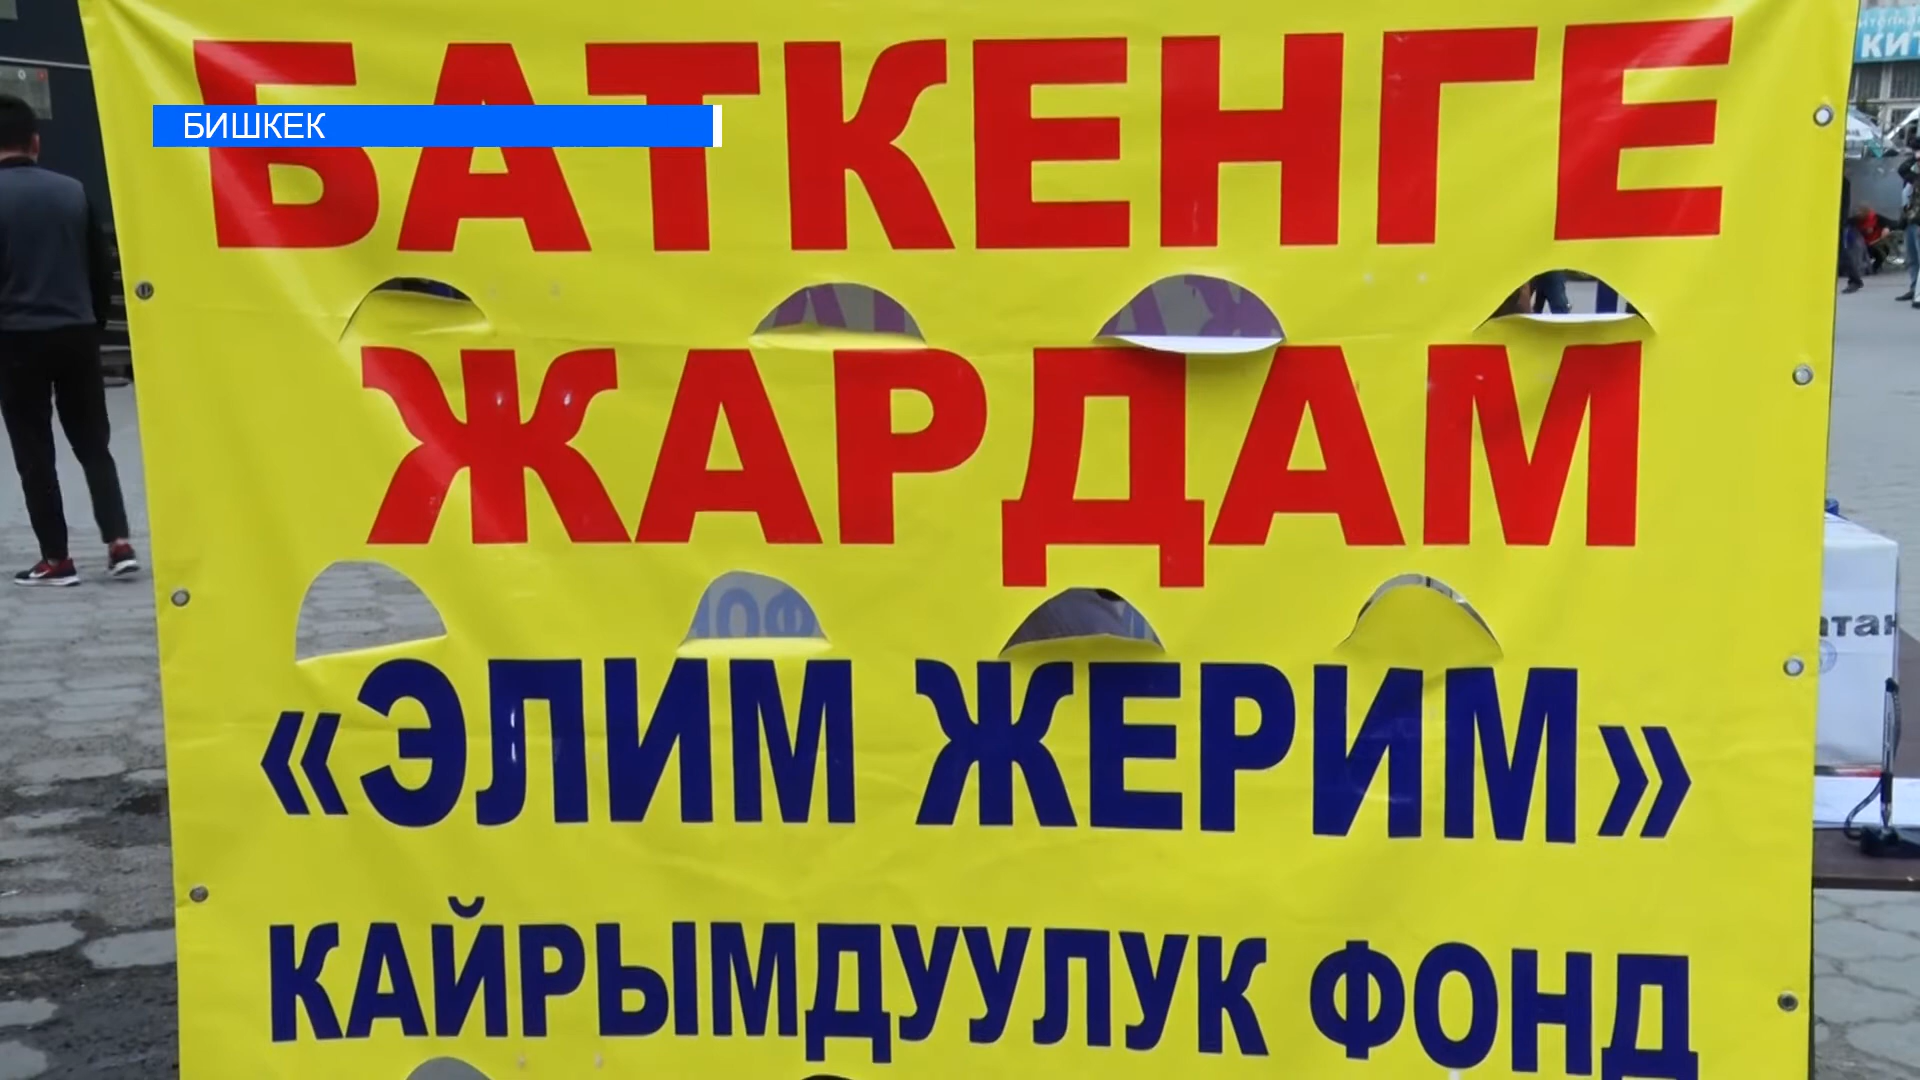 БАТКЕНГЕ
БИШКЕК
ЖАРДАМ
«ЭЛИМ ЖЕРИМ»
КАЙРЫМДУУЛУК ФОНД